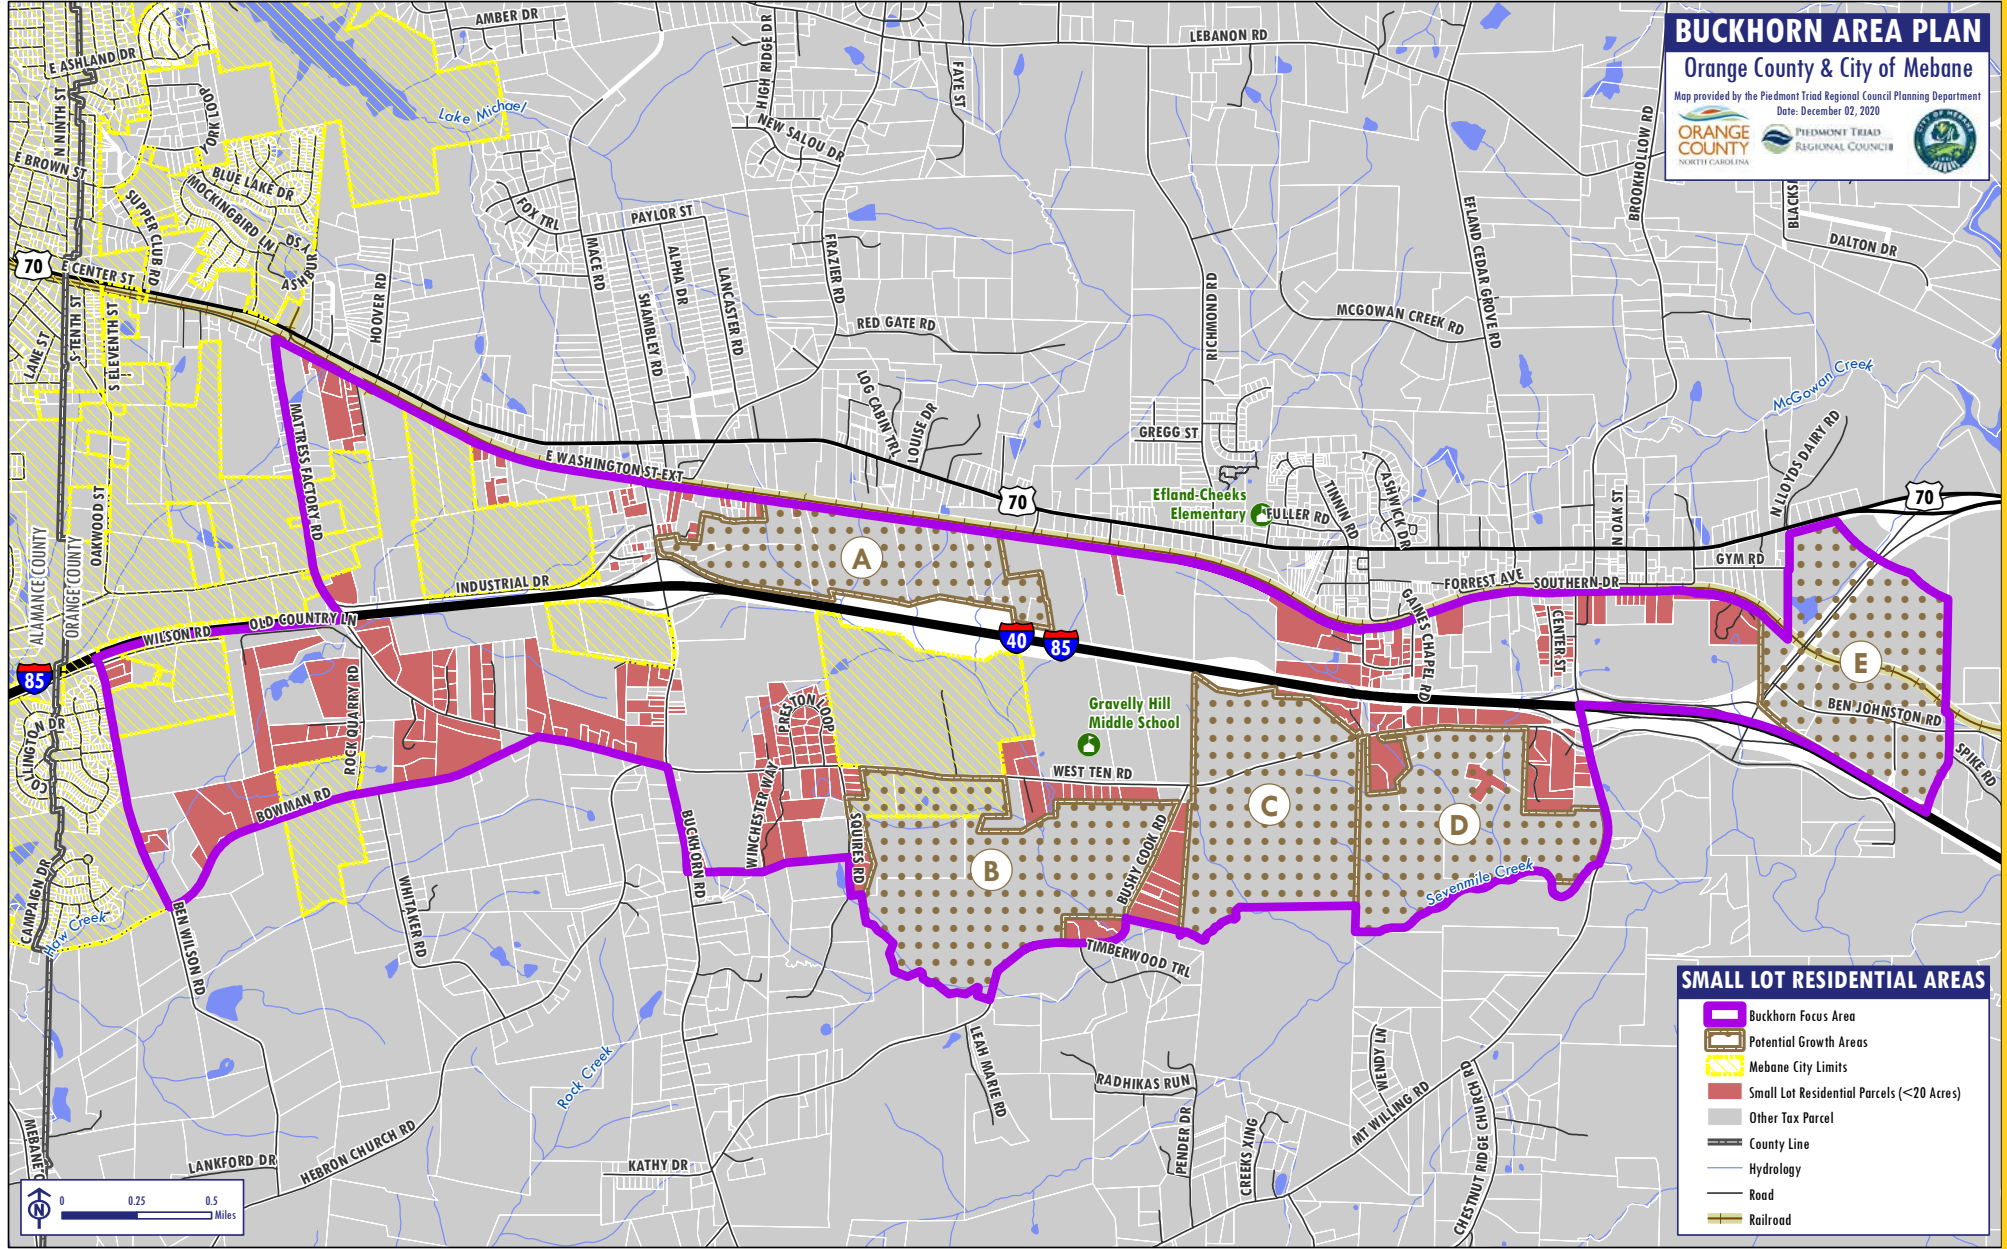 BUCKHORN AREA PLAN
Orange County & City of Mebane
Map provided by the Piedmont Triad Regional Council Planning Department
Date: December 02, 2020
ORANGE
COUNTY
NORTH CAROLINA
PIEDMONT TRIAD
REGIONAL COUNCIL
CITY OF MEBANE
AMBER DR
LEBANON RD
E ASHLAND DR
N NINTH ST
YORK LOOP
Lake Michael
HIGH RIDGE DR
FAYE ST
NEW SALOU DR
BROOKHOLLOW RD
E BROWN ST
BLUE LAKE DR
MOCKINGBIRD LN
SUPPER CLUB RD
FOX TRL
PAYLOR ST
EFLAND CEDAR GROVE RD
DALTON DR
70
E CENTER ST
HOOVER RD
MACE RD
ALPHA DR
LANCASTER RD
SHAMBLEY RD
FRAZIER RD
RED GATE RD
RICHMOND RD
MCGOWAN CREEK RD
LANE ST
S TENTH ST
S ELEVENTH ST
McGowan Creek
LOG CABIN TRL
LOUISE DR
GREGG ST
N LLOYDS DAIRY RD
MATTRESS FACTORY RD
E WASHINGTON ST EXT
70
Efland-Cheeks
Elementary
FULLER RD
TINNIN RD
ASHWICK DR
N OAK ST
70
OAKWOOD ST
ALAMANCE COUNTY
ORANGE COUNTY
A
GYM RD
INDUSTRIAL DR
FORREST AVE
SOUTHERN DR
OLD COUNTRY LN
WILSON RD
GAINES CHAPEL RD
CENTER ST
40
85
85
E
ROCK QUARRY RD
PRESTON LOOP
Gravelly Hill
Middle School
BEN JOHNSTON RD
COLLINGTON DR
SPIKE RD
WEST TEN RD
BOWMAN RD
WINCHESTER WAY
C
D
BUCKHORN RD
SQUIRES RD
B
BUSHY COOK RD
Sevenmile Creek
CAMPAIGN DR
Haw Creek
BEN WILSON RD
WHITAKER RD
TIMBERWOOD TRL
Rock Creek
LEAH MARIE RD
RADHIKAS RUN
WENDY LN
MT WILLING RD
PENDER DR
CREEKS XING
CHESTNUT RIDGE CHURCH RD
LANKFORD DR
HEBRON CHURCH RD
KATHY DR
N
0
0.25
0.5
Miles
SMALL LOT RESIDENTIAL AREAS
Buckhorn Focus Area
Potential Growth Areas
Mebane City Limits
Small Lot Residential Parcels (<20 Acres)
Other Tax Parcel
County Line
Hydrology
Road
Railroad